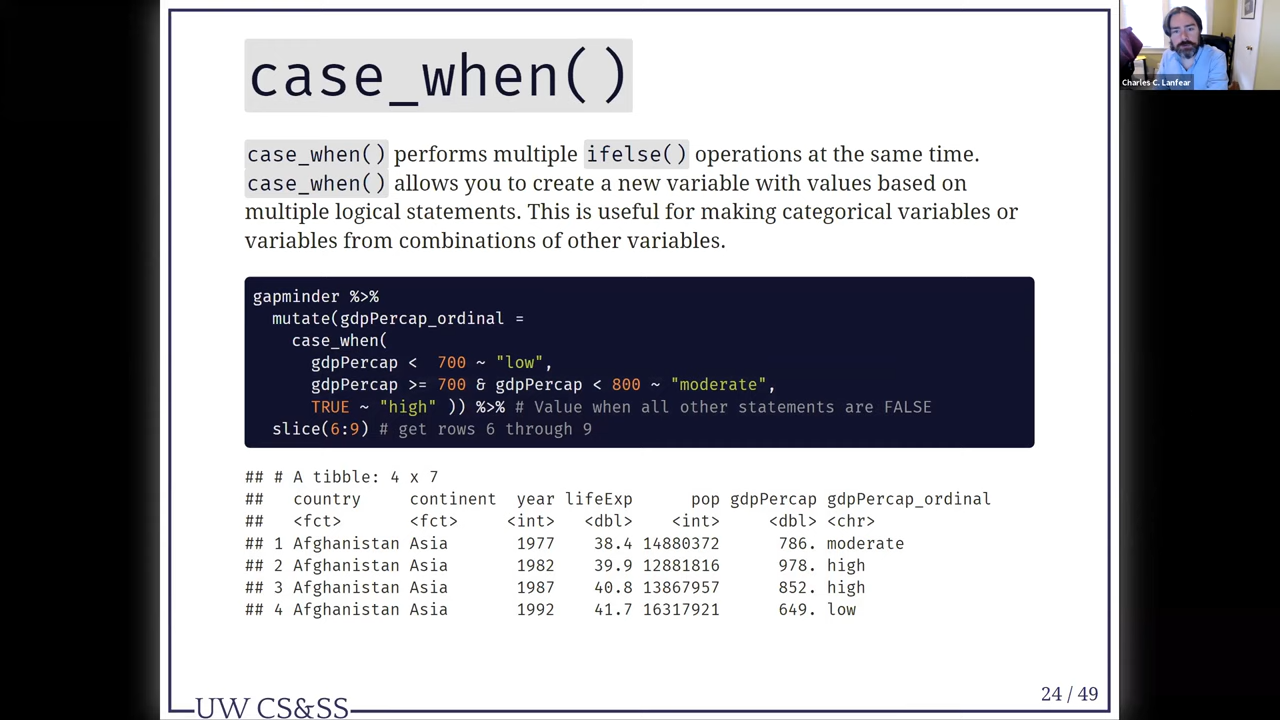 case_when()
case_when() performs multiple ifelse() operations at the same time.
case_when() allows you to create a new variable with values based on
multiple logical statements. This is useful for making categorical variables or
variables from combinations of other variables.
gapminder %>%
  mutate(gdpPercap_ordinal =
    case_when(
      gdpPercap <  700 ~ "low",
      gdpPercap >= 700 & gdpPercap < 800 ~ "moderate",
      TRUE ~ "high" )) %>% # Value when all other statements are FALSE
  slice(6:9) # get rows 6 through 9
## # A tibble: 4 x 7
##   country     continent  year lifeExp      pop gdpPercap gdpPercap_ordinal
##   <fct>       <fct>     <int>   <dbl>    <int>     <dbl> <chr>
## 1 Afghanistan Asia       1977    38.4 14880372      786. moderate
## 2 Afghanistan Asia       1982    39.9 12881816      978. high
## 3 Afghanistan Asia       1987    40.8 13867957      852. high
## 4 Afghanistan Asia       1992    41.7 16317921      649. low
UW CS&SS
24 / 49
Charles C. Lanfear